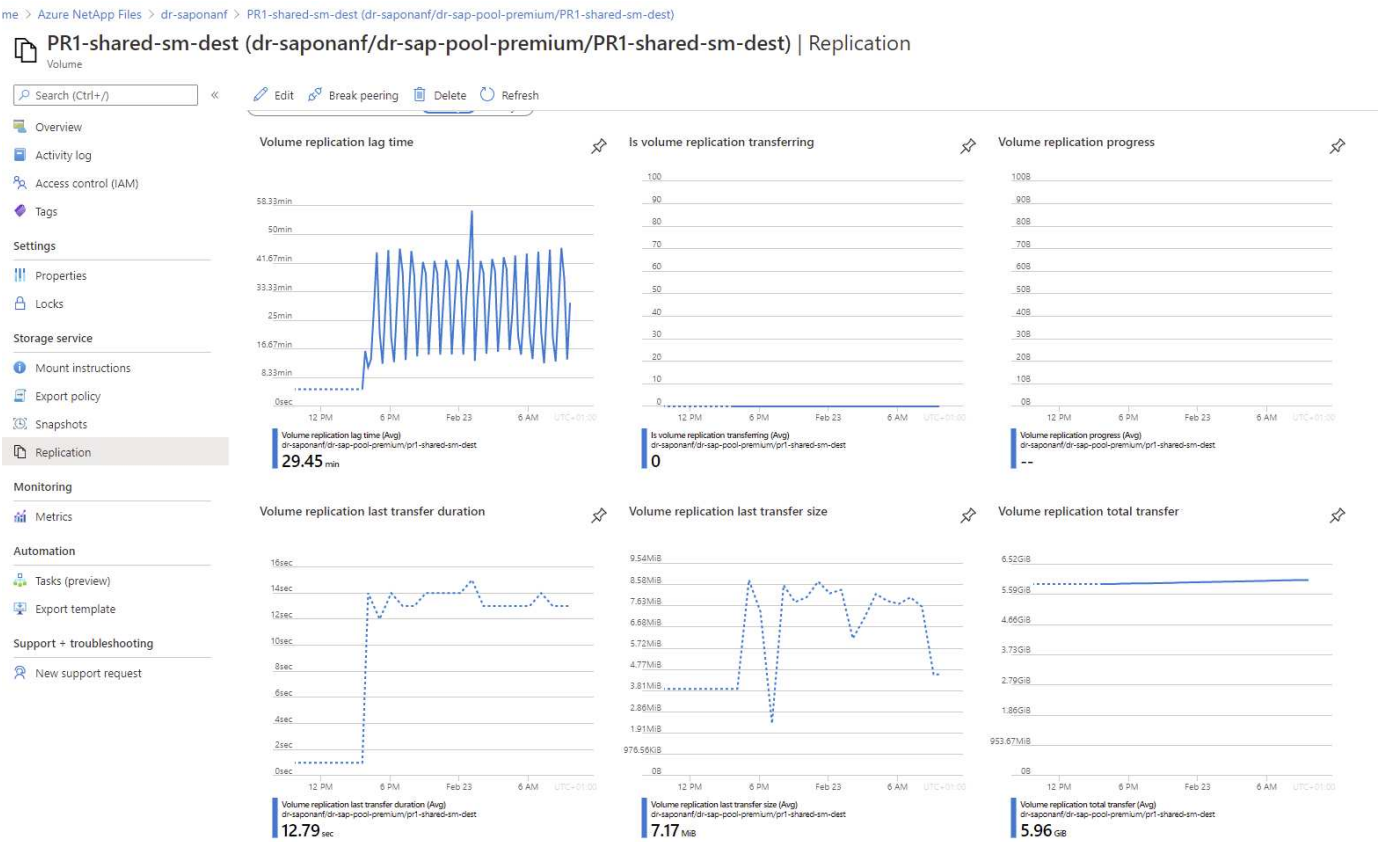 me > Azure NetApp Files > dr-saponanf > PR1-shared-sm-dest (dr-saponanf/dr-sap-pool-premium/PR1-shared-sm-dest)
PR1-shared-sm-dest (dr-saponanf/dr-sap-pool-premium/PR1-shared-sm-dest) | Replication
Volume
Search (Ctrl+/)
«
Edit
Break peering
Delete
Refresh
Overview
Activity log
Access control (IAM)
Tags
Settings
Properties
Locks
Storage service
Mount instructions
Export policy
Snapshots
Replication
Monitoring
Metrics
Automation
Tasks (preview)
Export template
Support + troubleshooting
New support request
Volume replication lag time
58.33min
50min
41.67min
33.33min
25min
16.67min
8.33min
0sec
12 PM 6 PM Feb 23 6 AM UTC+01:00
Volume replication lag time (Avg)
dr-saponanf/dr-sap-pool-premium/pr1-shared-sm-dest
29.45 min
Is volume replication transferring
100
90
80
70
60
50
40
30
20
10
0
12 PM 6 PM Feb 23 6 AM UTC+01:00
Is volume replication transferring (Avg)
dr-saponanf/dr-sap-pool-premium/pr1-shared-sm-dest
0
Volume replication progress
100B
90B
80B
70B
60B
50B
40B
30B
20B
10B
0B
12 PM 6 PM Feb 23 6 AM UTC+01:00
Volume replication progress (Avg)
dr-saponanf/dr-sap-pool-premium/pr1-shared-sm-dest
--
Volume replication last transfer duration
16sec
14sec
12sec
10sec
8sec
6sec
4sec
2sec
0sec
12 PM 6 PM Feb 23 6 AM UTC+01:00
Volume replication last transfer duration (Avg)
dr-saponanf/dr-sap-pool-premium/pr1-shared-sm-dest
12.79 sec
Volume replication last transfer size
9.54MiB
8.58MiB
7.63MiB
6.68MiB
5.72MiB
4.77MiB
3.81MiB
2.86MiB
1.91MiB
976.56KiB
0B
12 PM 6 PM Feb 23 6 AM UTC+01:00
Volume replication last transfer size (Avg)
dr-saponanf/dr-sap-pool-premium/pr1-shared-sm-dest
7.17 MiB
Volume replication total transfer
6.52GiB
5.59GiB
4.66GiB
3.73GiB
2.79GiB
1.86GiB
953.67MiB
0B
12 PM 6 PM Feb 23 6 AM UTC+01:00
Volume replication total transfer (Avg)
dr-saponanf/dr-sap-pool-premium/pr1-shared-sm-dest
5.96 GiB